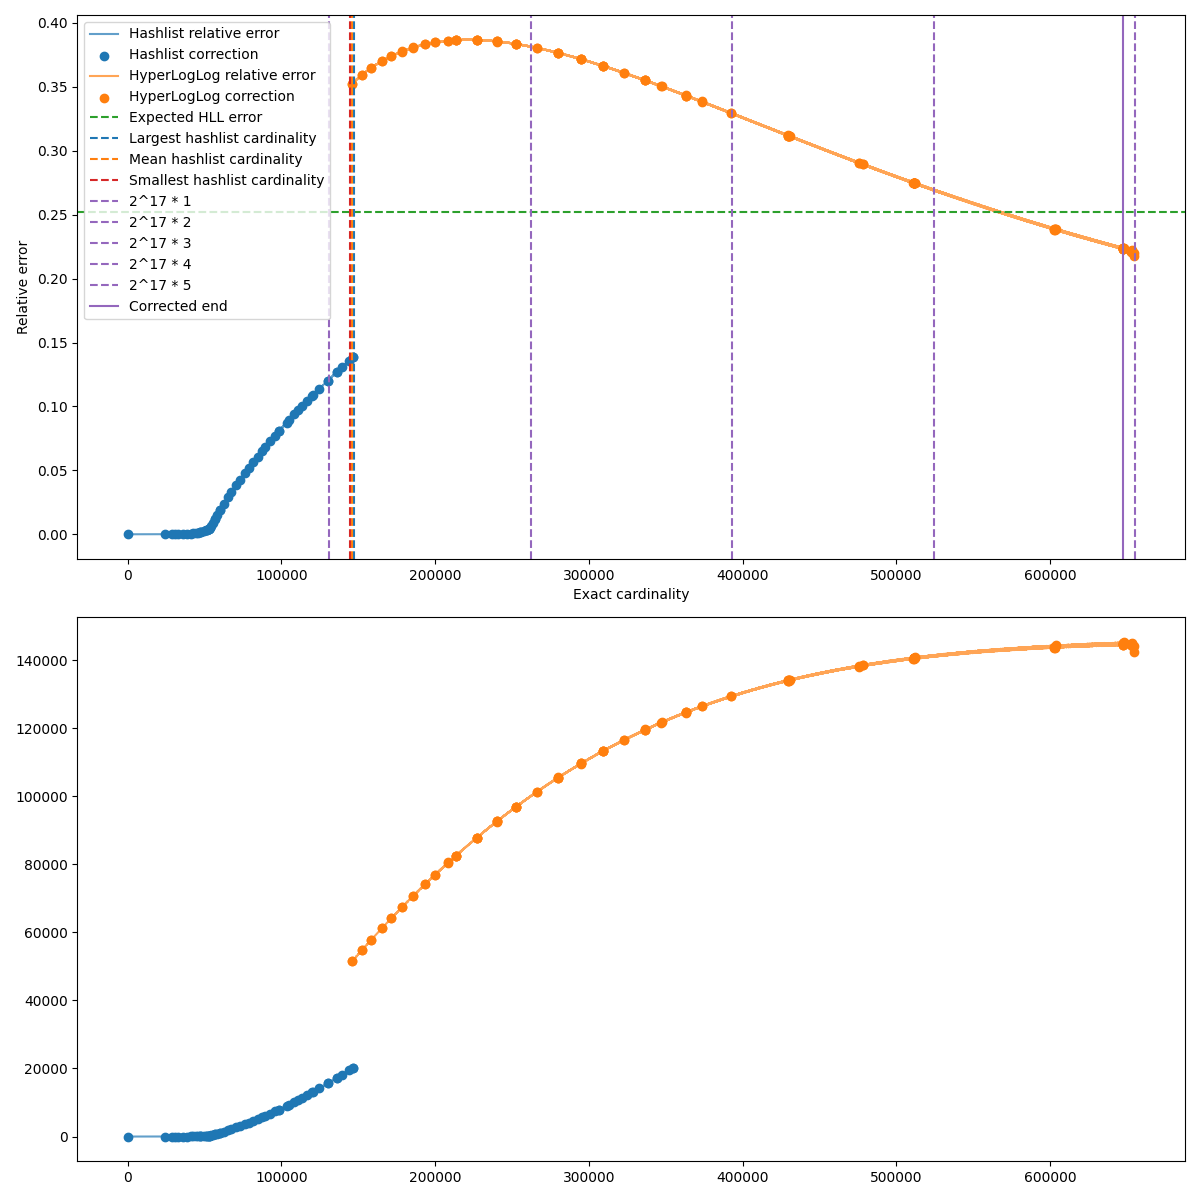 0.40
0.35
0.30
0.25
0.20
0.15
0.10
0.05
0.00
Relative error
Hashlist relative error
Hashlist correction
HyperLogLog relative error
HyperLogLog correction
Expected HLL error
Largest hashlist cardinality
Mean hashlist cardinality
Smallest hashlist cardinality
2^17 * 1
2^17 * 2
2^17 * 3
2^17 * 4
2^17 * 5
Corrected end
0 100000 200000 300000 400000 500000 600000
Exact cardinality
140000
120000
100000
80000
60000
40000
20000
0
0 100000 200000 300000 400000 500000 600000